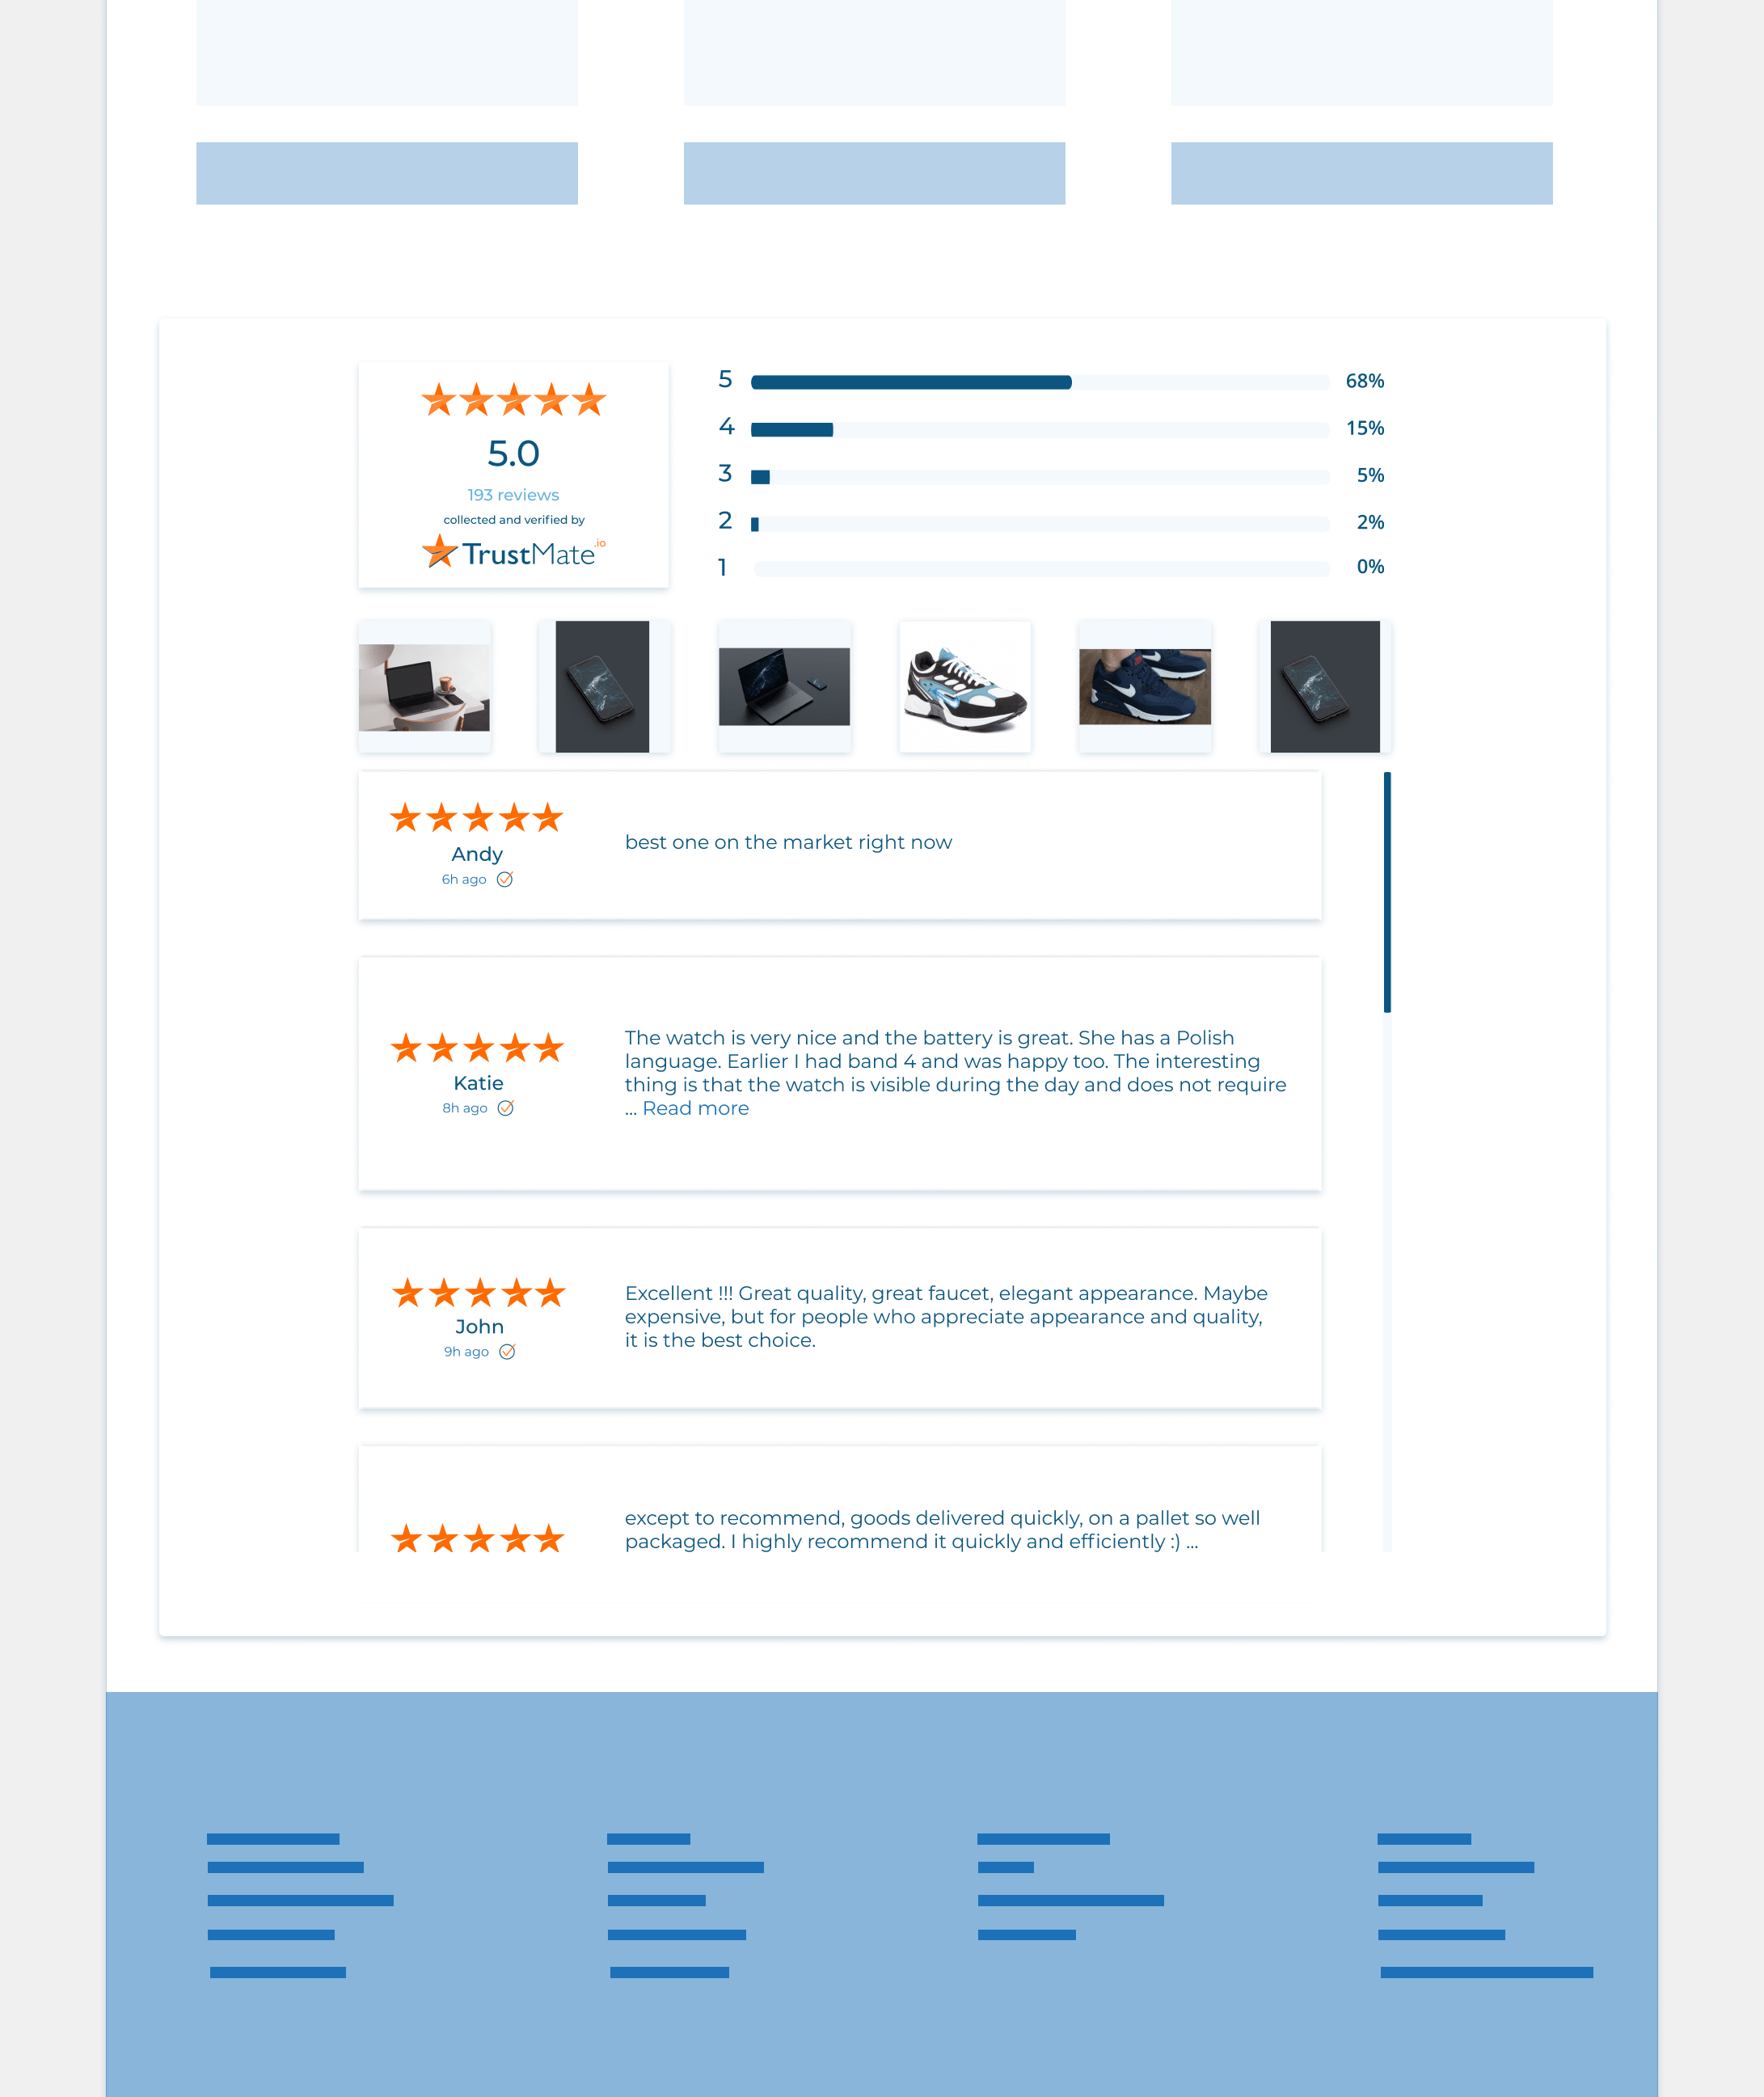 5.0
193 reviews
collected and verified by
TrustMate.io
5 68%
4 15%
3 5%
2 2%
1 0%
Andy
6h ago
best one on the market right now
Katie
8h ago
The watch is very nice and the battery is great. She has a Polish
language. Earlier I had band 4 and was happy too. The interesting
thing is that the watch is visible during the day and does not require
... Read more
John
9h ago
Excellent !!! Great quality, great faucet, elegant appearance. Maybe
expensive, but for people who appreciate appearance and quality,
it is the best choice.
except to recommend, goods delivered quickly, on a pallet so well
packaged. I highly recommend it quickly and efficiently :) ...